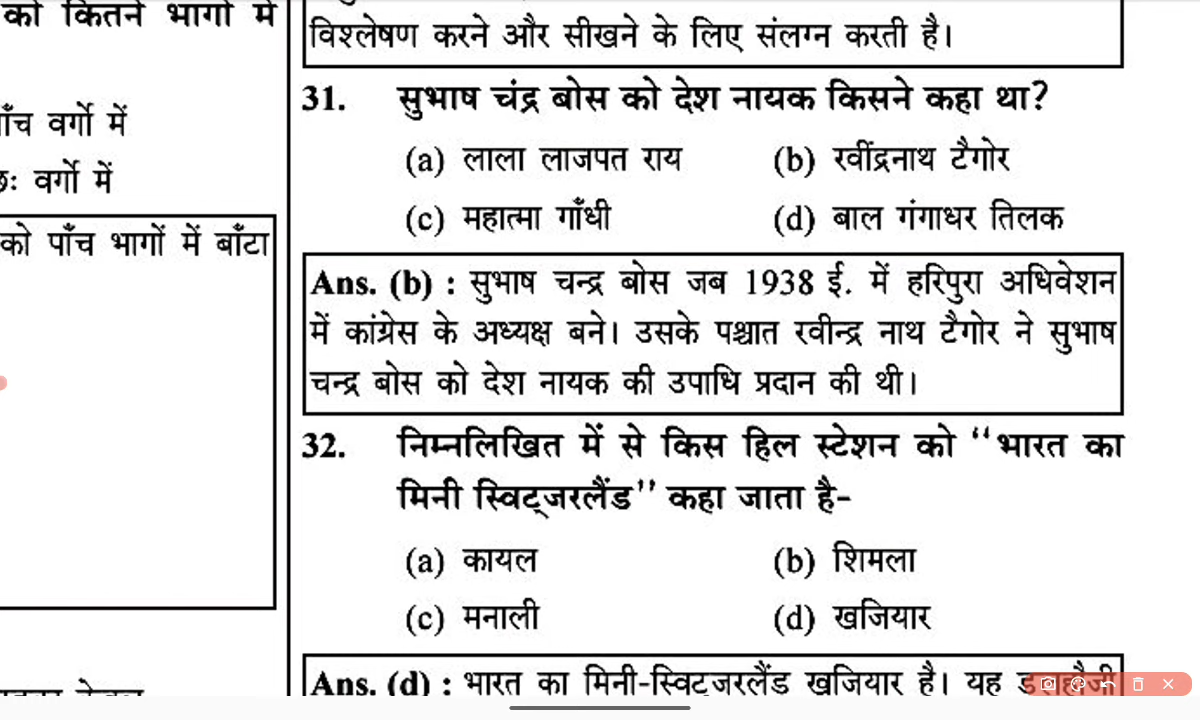 को कितने भागों में
वर्गो में
वर्गो में
को पाँच भागों में बाँटा
विश्लेषण करने और सीखने के लिए संलग्न करती है।
31. सुभाष चंद्र बोस को देश नायक किसने कहा था?
(a) लाला लाजपत राय (b) रवींद्रनाथ टैगोर
(c) महात्मा गाँधी (d) बाल गंगाधर तिलक
Ans. (b) : सुभाष चन्द्र बोस जब 1938 ई. में हरिपुरा अधिवेशन
में कांग्रेस के अध्यक्ष बने। उसके पश्चात रवीन्द्र नाथ टैगोर ने सुभाष
चन्द्र बोस को देश नायक की उपाधि प्रदान की थी।
32. निम्नलिखित में से किस हिल स्टेशन को "भारत का
मिनी स्विट्जरलैंड" कहा जाता है-
(a) कायल (b) शिमला
(c) मनाली (d) खजियार
Ans. (d) : भारत का मिनी-स्विटजरलैंड खजियार है। यह